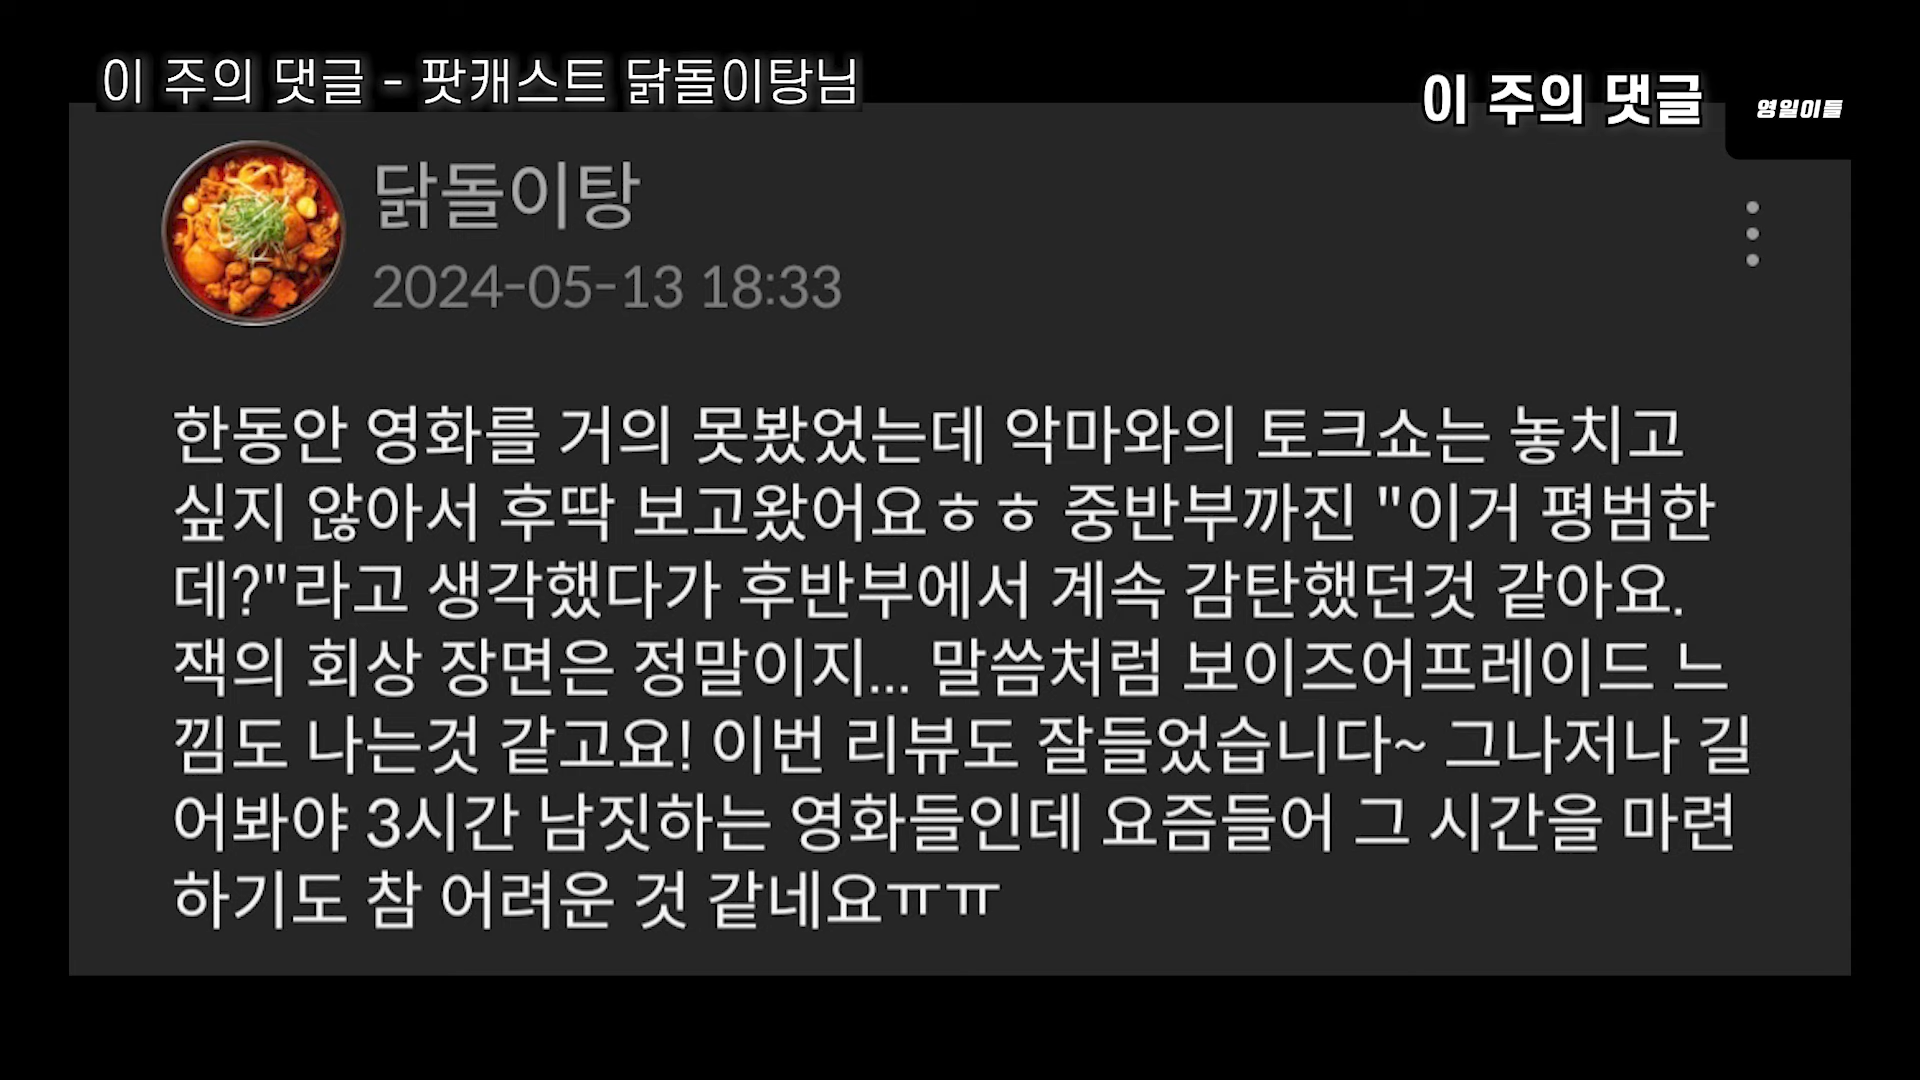 이 주의 댓글 - 팟캐스트 닭돌이탕님
이 주의 댓글
영일이들
닭돌이탕
2024-05-13 18:33
한동안 영화를 거의 못봤었는데 악마와의 토크쇼는 놓치고
싶지 않아서 후딱 보고왔어요ㅎㅎ 중반부까진 "이거 평범한
데?"라고 생각했다가 후반부에서 계속 감탄했던것 같아요.
잭의 회상 장면은 정말이지... 말씀처럼 보이즈어프레이드 느
낌도 나는것 같고요! 이번 리뷰도 잘들었습니다~ 그나저나 길
어봐야 3시간 남짓하는 영화들인데 요즘들어 그 시간을 마련
하기도 참 어려운 것 같네요ㅠㅠ